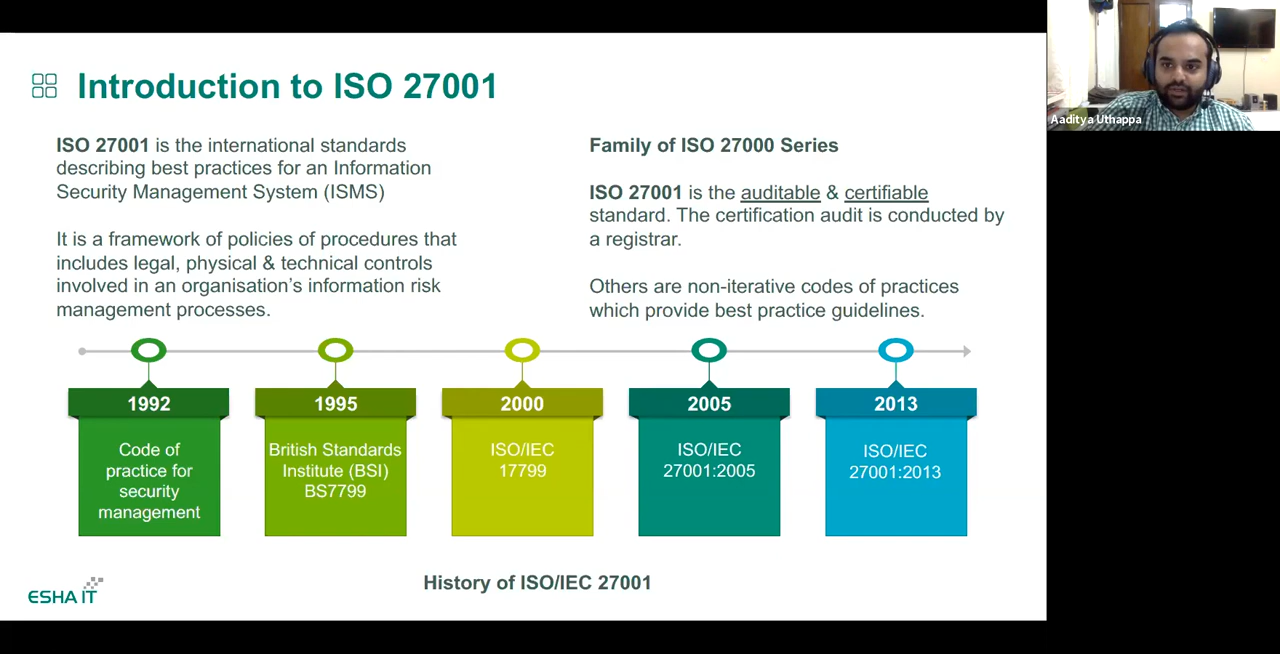 Introduction to ISO 27001
ISO 27001 is the international standards
describing best practices for an Information
Security Management System (ISMS)
It is a framework of policies of procedures that
includes legal, physical & technical controls
involved in an organisation's information risk
management processes.
Family of ISO 27000 Series
ISO 27001 is the auditable & certifiable
standard. The certification audit is conducted by
a registrar.
Others are non-iterative codes of practices
which provide best practice guidelines.
1992
Code of
practice for
security
management
1995
British Standards
Institute (BSI)
BS7799
2000
ISO/IEC
17799
2005
ISO/IEC
27001:2005
2013
ISO/IEC
27001:2013
History of ISO/IEC 27001
ESHA IT
Aaditya Uthappa